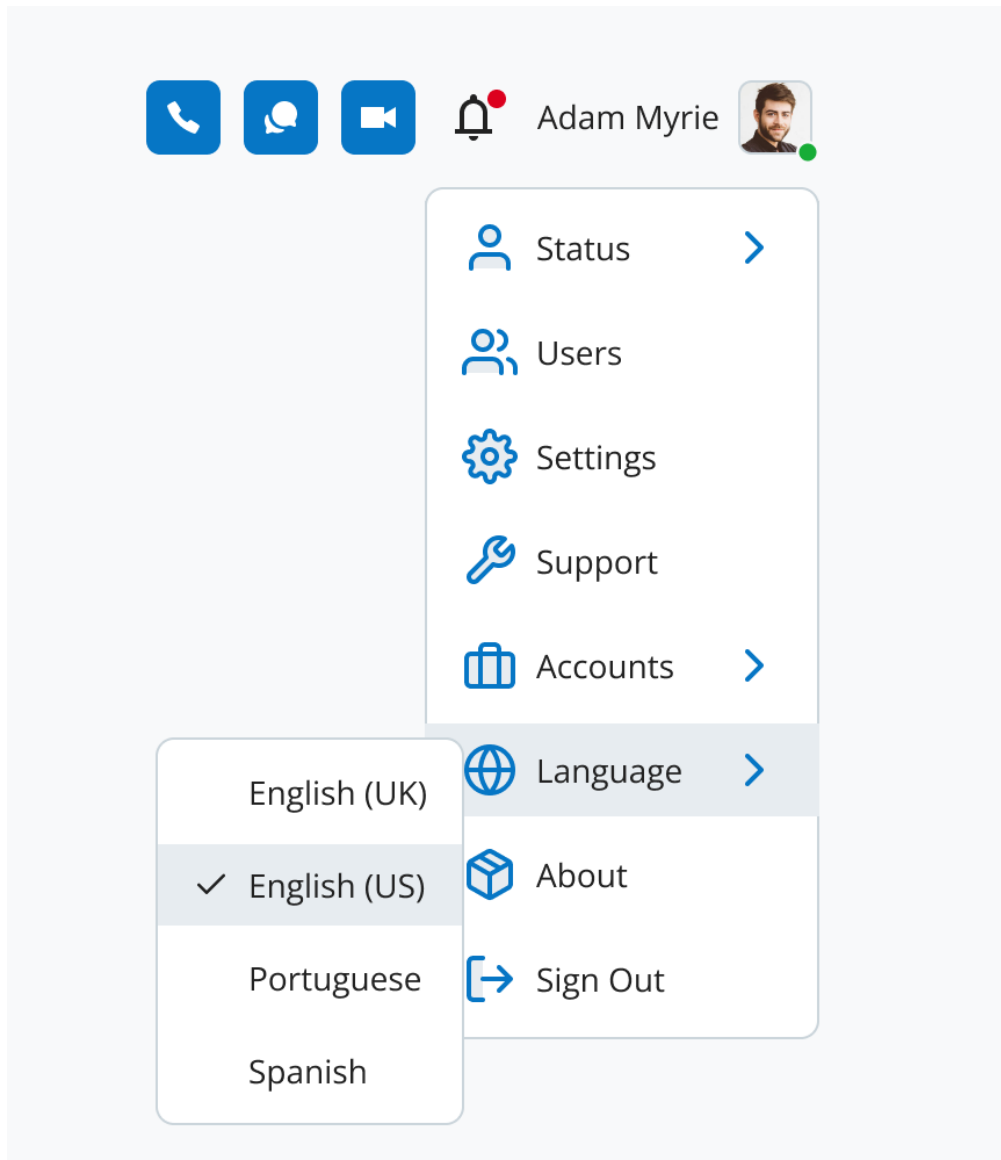 Adam Myrie
Status
Users
Settings
Support
Accounts
Language
English (UK)
English (US)
Portuguese
Spanish
About
Sign Out